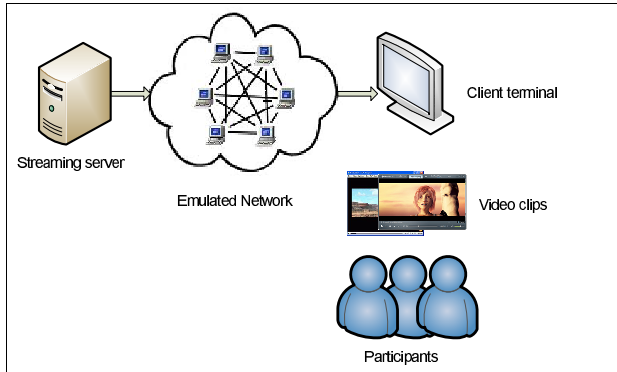 Client terminal
Streaming server
Emulated Network
Video clips
Participants